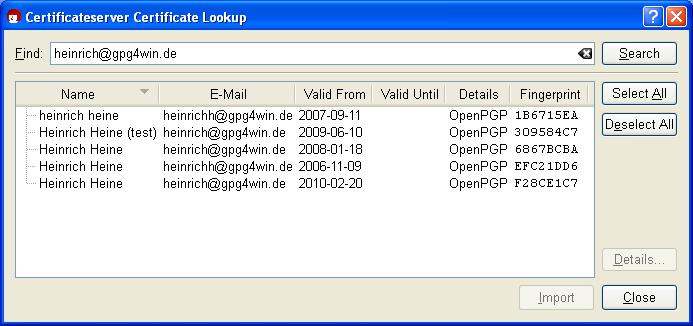 Certificateserver Certificate Lookup
Find: heinrich@gpg4win.de Search
Name E-Mail Valid From Valid Until Details Fingerprint
heinrich heine heinrichh@gpg4win.de 2007-09-11 OpenPGP 1B6715EA
Heinrich Heine (test) heinrich@gpg4win.de 2009-06-10 OpenPGP 309584C7
Heinrich Heine heinrichh@gpg4win.de 2008-01-18 OpenPGP 6867BCBA
Heinrich Heine heinrichh@gpg4win.de 2006-11-09 OpenPGP EFC21DD6
Heinrich Heine heinrich@gpg4win.de 2010-02-20 OpenPGP F28CE1C7
Select All
Deselect All
Details...
Import Close